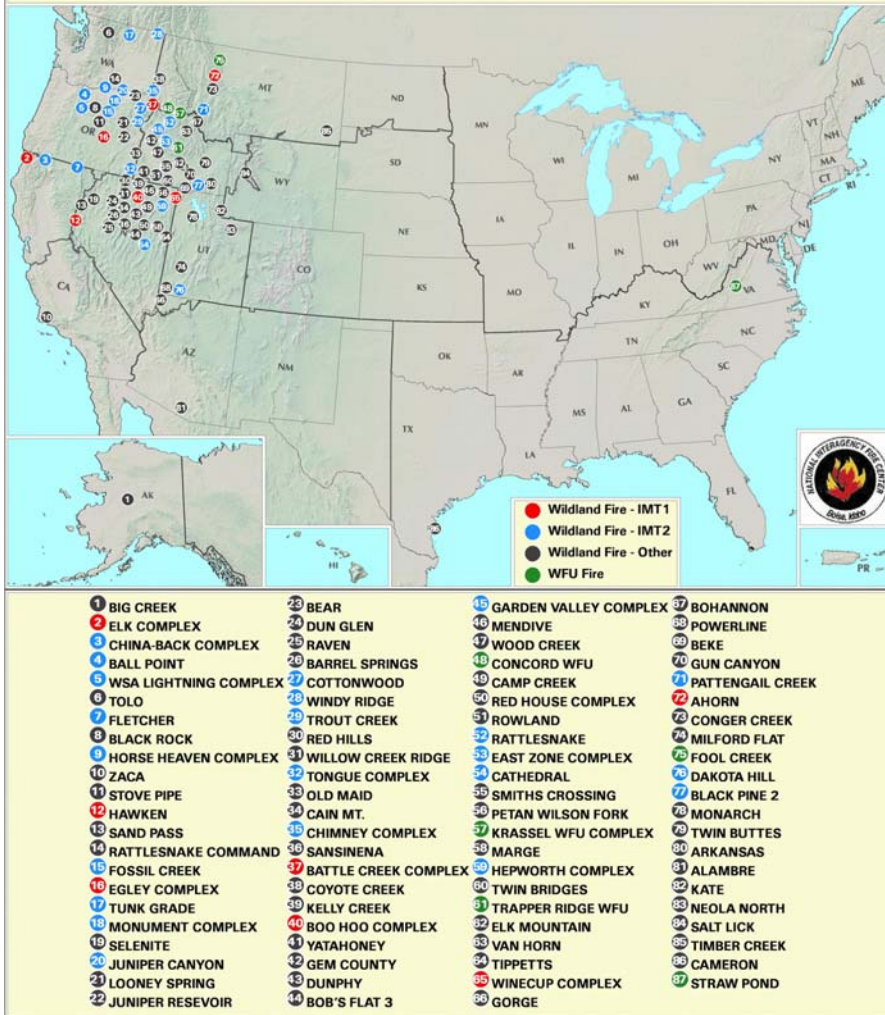 WA
MT
ND
MN
ME
OR
ID
SD
WI
MI
VT
NH
NY
MA
CT
RI
WY
NE
IA
PA
NJ
MD
DE
NV
UT
CO
KS
MO
IL
IN
OH
WV
VA
KY
CA
AZ
NM
OK
AR
TN
NC
SC
TX
LA
MS
AL
GA
FL
AK
HI
PR
NATIONAL INTERAGENCY FIRE CENTER
Boise, Idaho
Wildland Fire - IMT1
Wildland Fire - IMT2
Wildland Fire - Other
WFU Fire
1 BIG CREEK
2 ELK COMPLEX
3 CHINA-BACK COMPLEX
4 BALL POINT
5 WSA LIGHTNING COMPLEX
6 TOLO
7 FLETCHER
8 BLACK ROCK
9 HORSE HEAVEN COMPLEX
10 ZACA
11 STOVE PIPE
12 HAWKEN
13 SAND PASS
14 RATTLESNAKE COMMAND
15 FOSSIL CREEK
16 EGLEY COMPLEX
17 TUNK GRADE
18 MONUMENT COMPLEX
19 SELENITE
20 JUNIPER CANYON
21 LOONEY SPRING
22 JUNIPER RESEVOIR
23 BEAR
24 DUN GLEN
25 RAVEN
26 BARREL SPRINGS
27 COTTONWOOD
28 WINDY RIDGE
29 TROUT CREEK
30 RED HILLS
31 WILLOW CREEK RIDGE
32 TONGUE COMPLEX
33 OLD MAID
34 CAIN MT.
35 CHIMNEY COMPLEX
36 SANSINENA
37 BATTLE CREEK COMPLEX
38 COYOTE CREEK
39 KELLY CREEK
40 BOO HOO COMPLEX
41 YATAHONEY
42 GEM COUNTY
43 DUNPHY
44 BOB'S FLAT 3
45 GARDEN VALLEY COMPLEX
46 MENDIVE
47 WOOD CREEK
48 CONCORD WFU
49 CAMP CREEK
50 RED HOUSE COMPLEX
51 ROWLAND
52 RATTLESNAKE
53 EAST ZONE COMPLEX
54 CATHEDRAL
55 SMITHS CROSSING
56 PETAN WILSON FORK
57 KRASSEL WFU COMPLEX
58 MARGE
59 HEPWORTH COMPLEX
60 TWIN BRIDGES
61 TRAPPER RIDGE WFU
62 ELK MOUNTAIN
63 VAN HORN
64 TIPPETTS
65 WINECUP COMPLEX
66 GORGE
67 BOHANNON
68 POWERLINE
69 BEKE
70 GUN CANYON
71 PATTENGAIL CREEK
72 AHORN
73 CONGER CREEK
74 MILFORD FLAT
75 FOOL CREEK
76 DAKOTA HILL
77 BLACK PINE 2
78 MONARCH
79 TWIN BUTTES
80 ARKANSAS
81 ALAMBRE
82 KATE
83 NEOLA NORTH
84 SALT LICK
85 TIMBER CREEK
86 CAMERON
87 STRAW POND